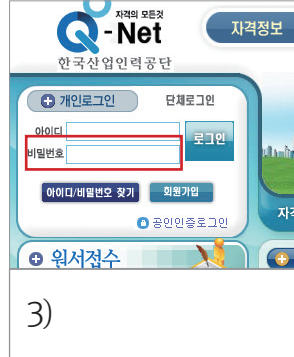 자격의 모든것
Q-Net
한국산업인력공단
자격정보
개인로그인 단체로그인
아이디
비밀번호
로그인
아이디/비밀번호 찾기 회원가입
공인인증로그인
자격
원서접수
3)